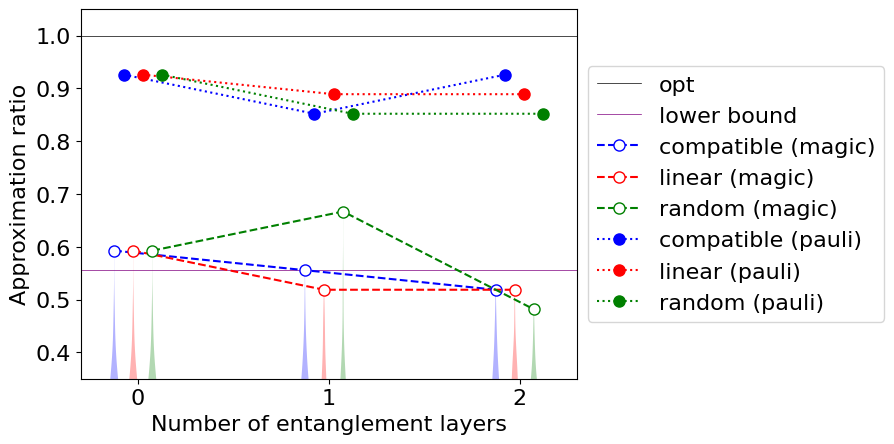 Approximation ratio
1.0
0.9
0.8
0.7
0.6
0.5
0.4
0
1
2
Number of entanglement layers
opt
lower bound
compatible (magic)
linear (magic)
random (magic)
compatible (pauli)
linear (pauli)
random (pauli)